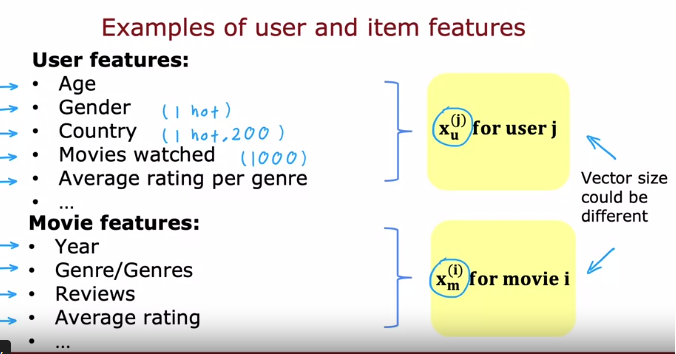 Examples of user and item features
User features:
• Age
• Gender (1 hot)
• Country (1 hot, 200)
• Movies watched (1000)
• Average rating per genre
• ...
x_u^(j) for user j
Vector size
could be
different
Movie features:
• Year
• Genre/Genres
• Reviews
• Average rating
• ...
x_m^(i) for movie i